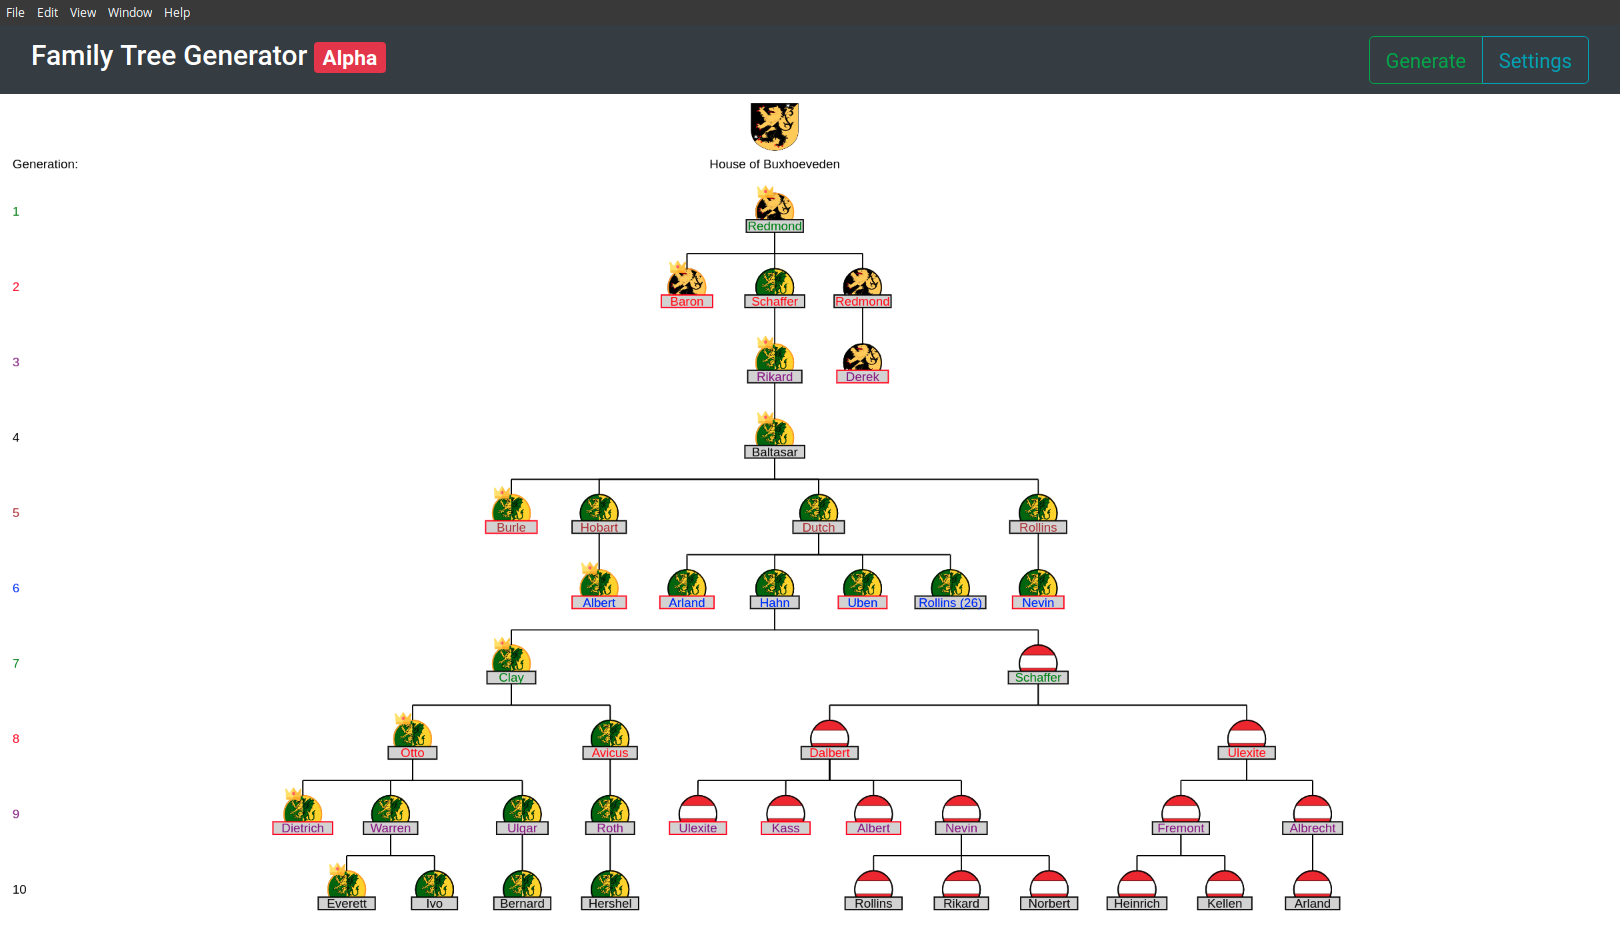 File Edit View Window Help
Family Tree Generator Alpha
Generate Settings
Generation:
House of Buxhoeveden
1
Redmond
2
Baron Schaffer Redmond
3
Rikard Derek
4
Baltasar
5
Burle Hobart Dutch Rollins
6
Albert Arland Hahn Uben Rollins (26) Nevin
7
Clay Schaffer
8
Otto Avicus Dalbert Ulexite
9
Dietrich Warren Ulgar Roth Ulexite Kass Albert Nevin Fremont Albrecht
10
Everett Ivo Bernard Hershel Rollins Rikard Norbert Heinrich Kellen Arland